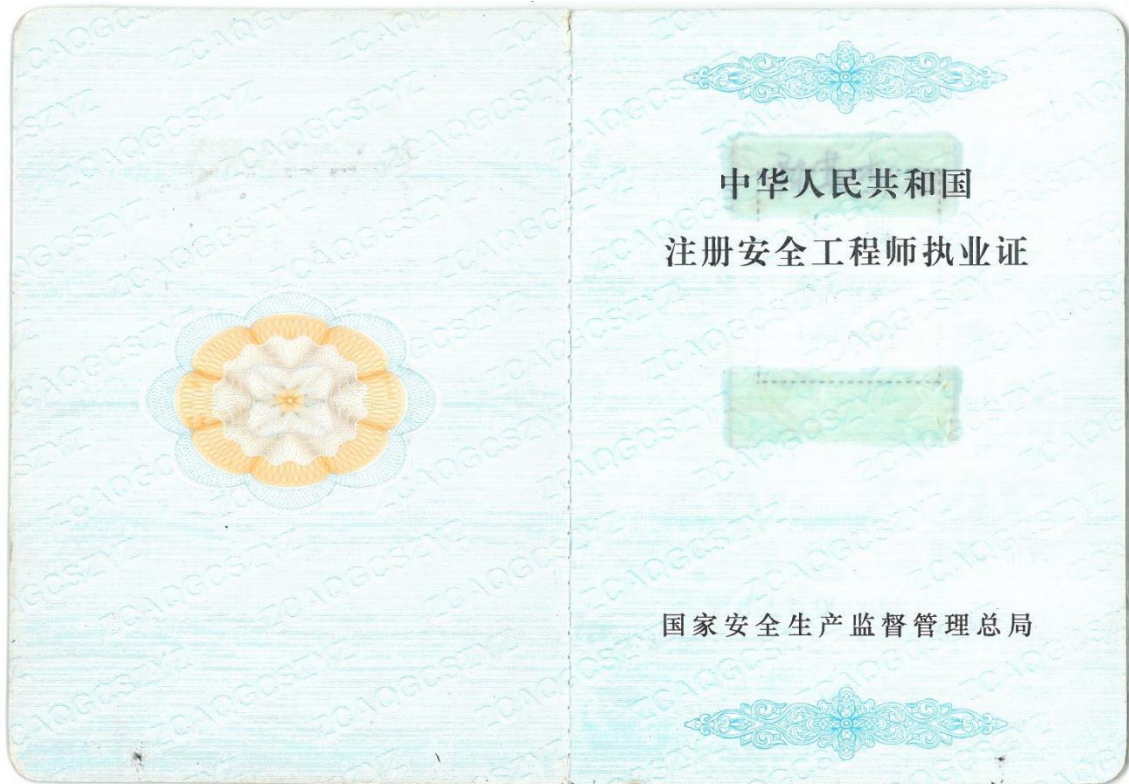 中华人民共和国
注册安全工程师执业证
国家安全生产监督管理总局